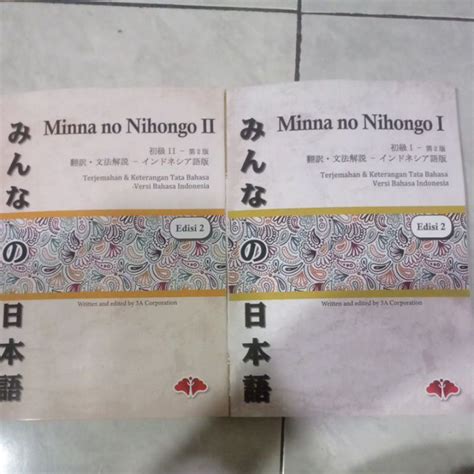 みんなの日本語
Minna no Nihongo II
初級 II － 第2版
翻訳・文法解説 － インドネシア語版
Terjemahan & Keterangan Tata Bahasa
Versi Bahasa Indonesia
Edisi 2
Written and edited by 3A Corporation
みんなの日本語
Minna no Nihongo I
初級 I － 第2版
翻訳・文法解説 － インドネシア語版
Terjemahan & Keterangan Tata Bahasa
Versi Bahasa Indonesia
Edisi 2
Written and edited by 3A Corporation